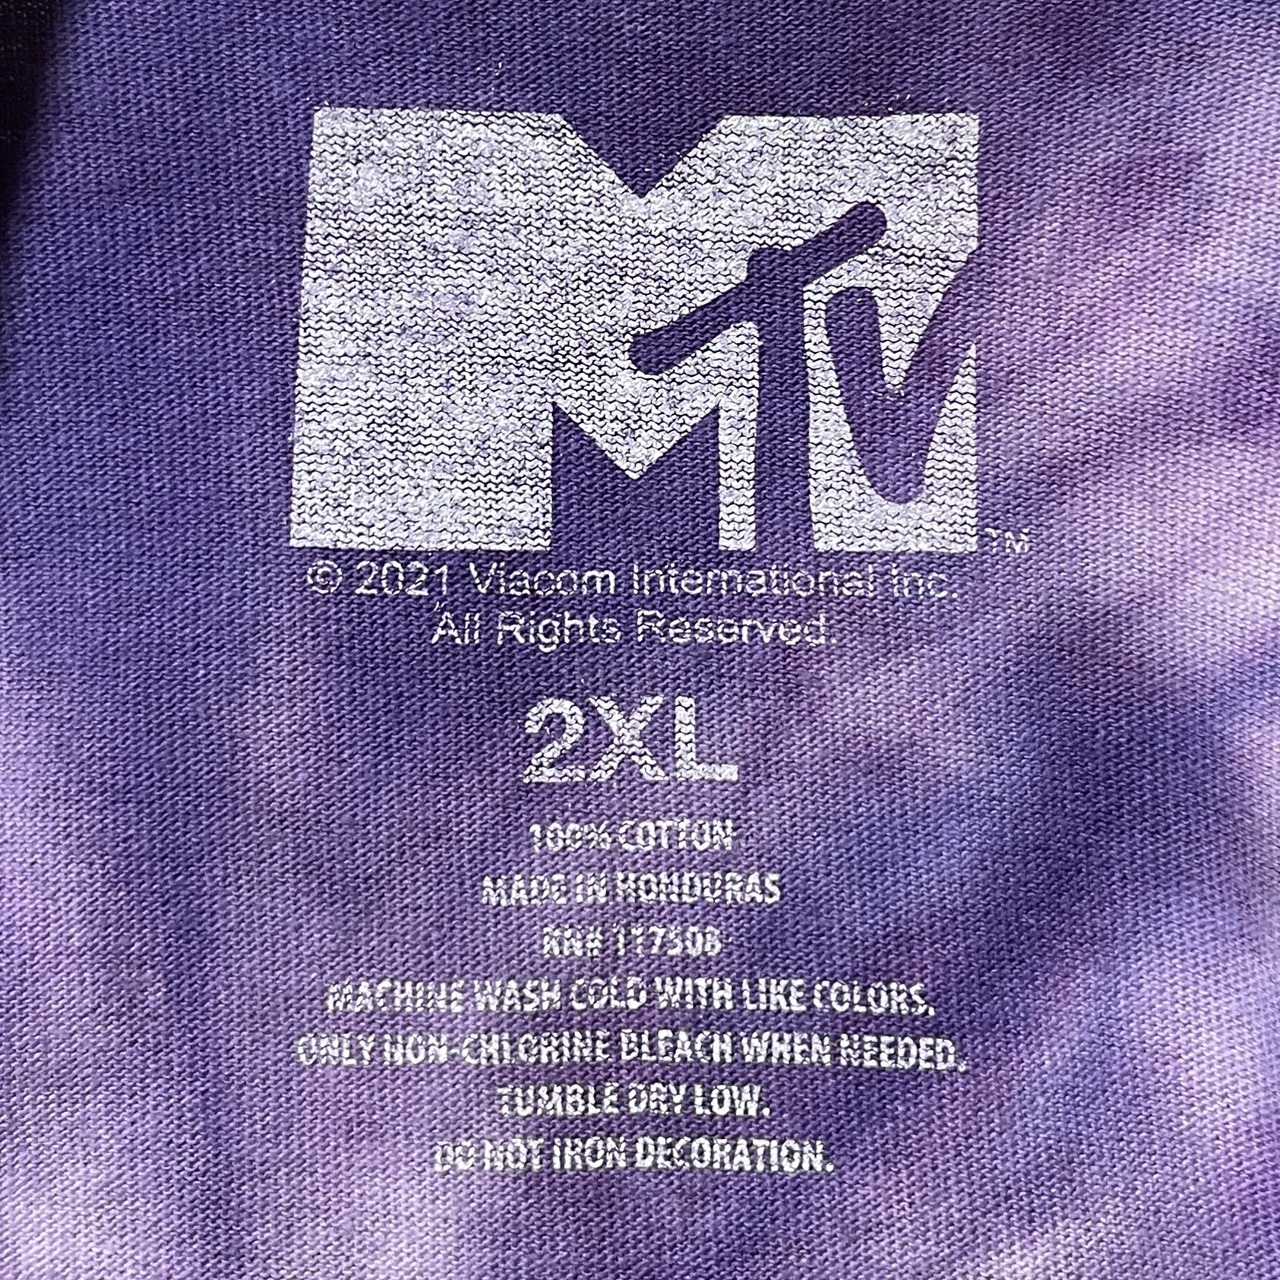 MTV
TM
© 2021 Viacom International Inc.
All Rights Reserved.
2XL
100% COTTON
MADE IN HONDURAS
RN# 117508
MACHINE WASH COLD WITH LIKE COLORS.
ONLY NON-CHLORINE BLEACH WHEN NEEDED.
TUMBLE DRY LOW.
DO NOT IRON DECORATION.